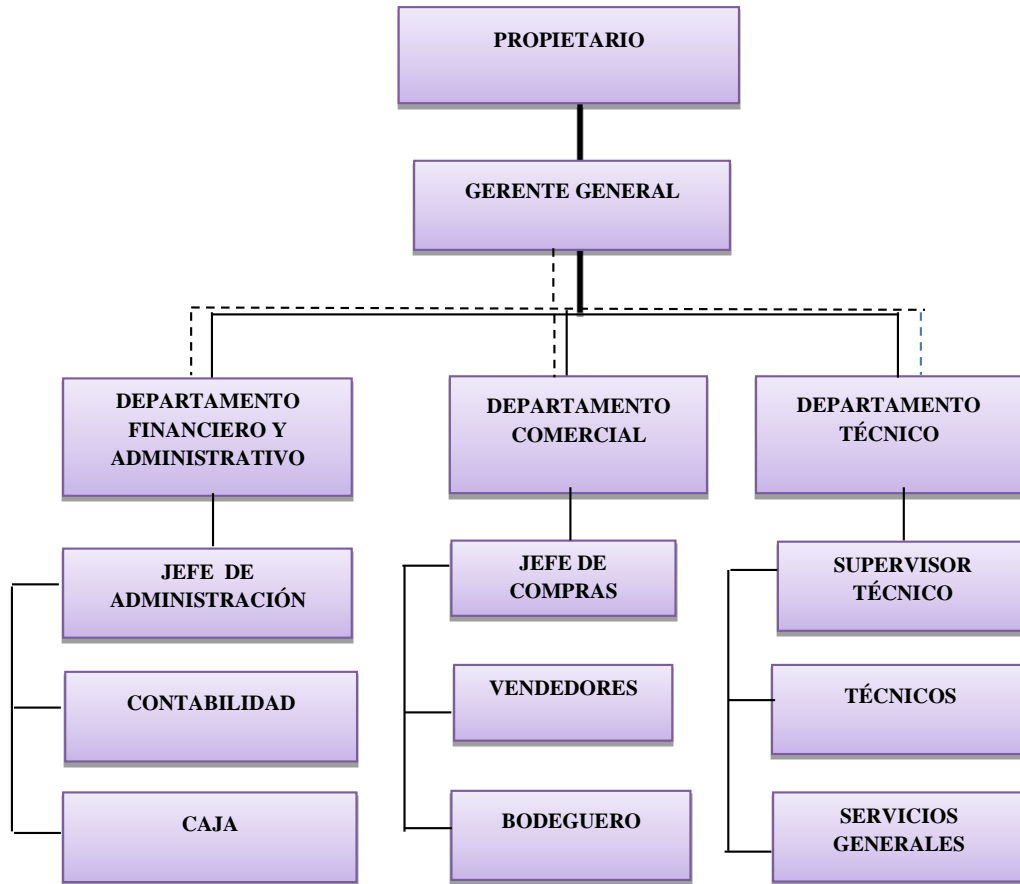 PROPIETARIO
GERENTE GENERAL
DEPARTAMENTO
FINANCIERO Y
ADMINISTRATIVO
DEPARTAMENTO
COMERCIAL
DEPARTAMENTO
TÉCNICO
JEFE DE
ADMINISTRACIÓN
JEFE DE
COMPRAS
SUPERVISOR
TÉCNICO
CONTABILIDAD
VENDEDORES
TÉCNICOS
CAJA
BODEGUERO
SERVICIOS
GENERALES